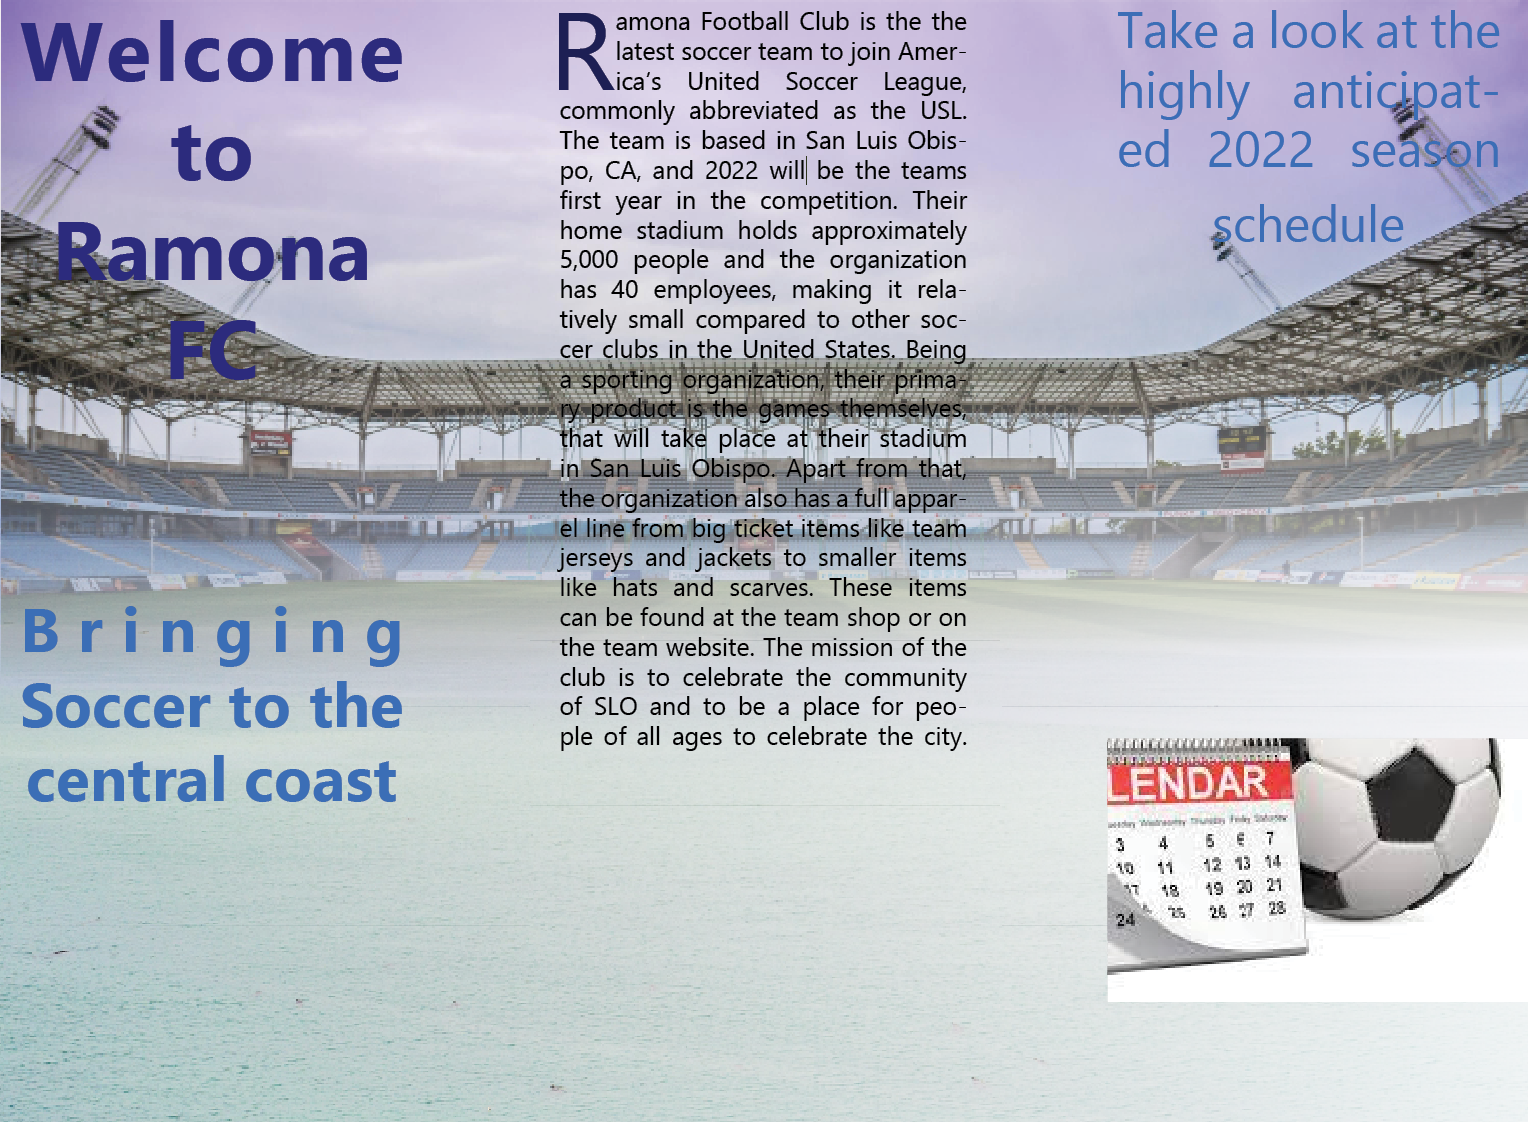 Welcome
to
Ramona
FC
Bringing
Soccer to the
central coast
Ramona Football Club is the the
latest soccer team to join Amer-
ica’s United Soccer League,
commonly abbreviated as the USL.
The team is based in San Luis Obis-
po, CA, and 2022 will be the teams
first year in the competition. Their
home stadium holds approximately
5,000 people and the organization
has 40 employees, making it rela-
tively small compared to other soc-
cer clubs in the United States. Being
a sporting organization, their prima-
ry product is the games themselves,
that will take place at their stadium
in San Luis Obispo. Apart from that,
the organization also has a full appar-
el line from big ticket items like team
jerseys and jackets to smaller items
like hats and scarves. These items
can be found at the team shop or on
the team website. The mission of the
club is to celebrate the community
of SLO and to be a place for peo-
ple of all ages to celebrate the city.
Take a look at the
highly anticipat-
ed 2022 season
schedule
LENDAR
Wednesday Thursday Friday Saturday
3 4 5 6 7
10 11 12 13 14
17 18 19 20 21
24 25 26 27 28